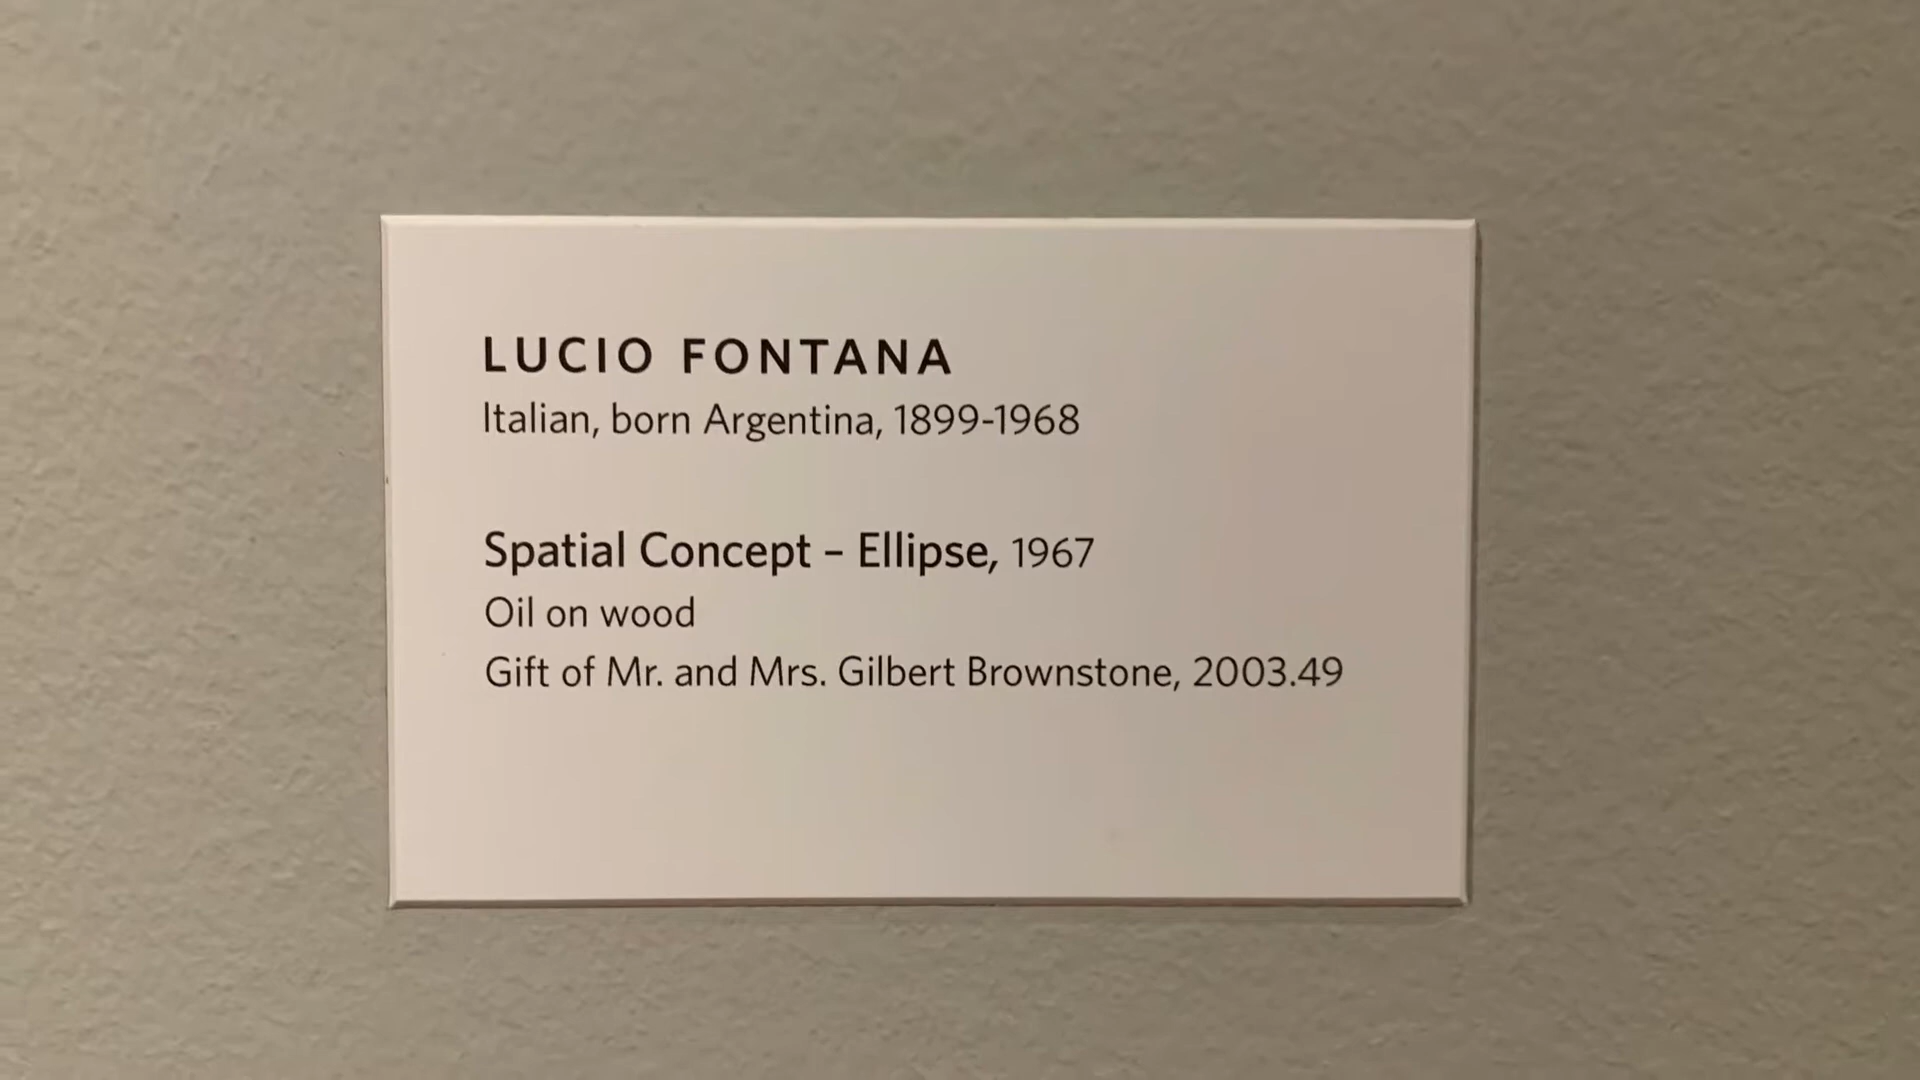 LUCIO FONTANA
Italian, born Argentina, 1899-1968
Spatial Concept – Ellipse, 1967
Oil on wood
Gift of Mr. and Mrs. Gilbert Brownstone, 2003.49